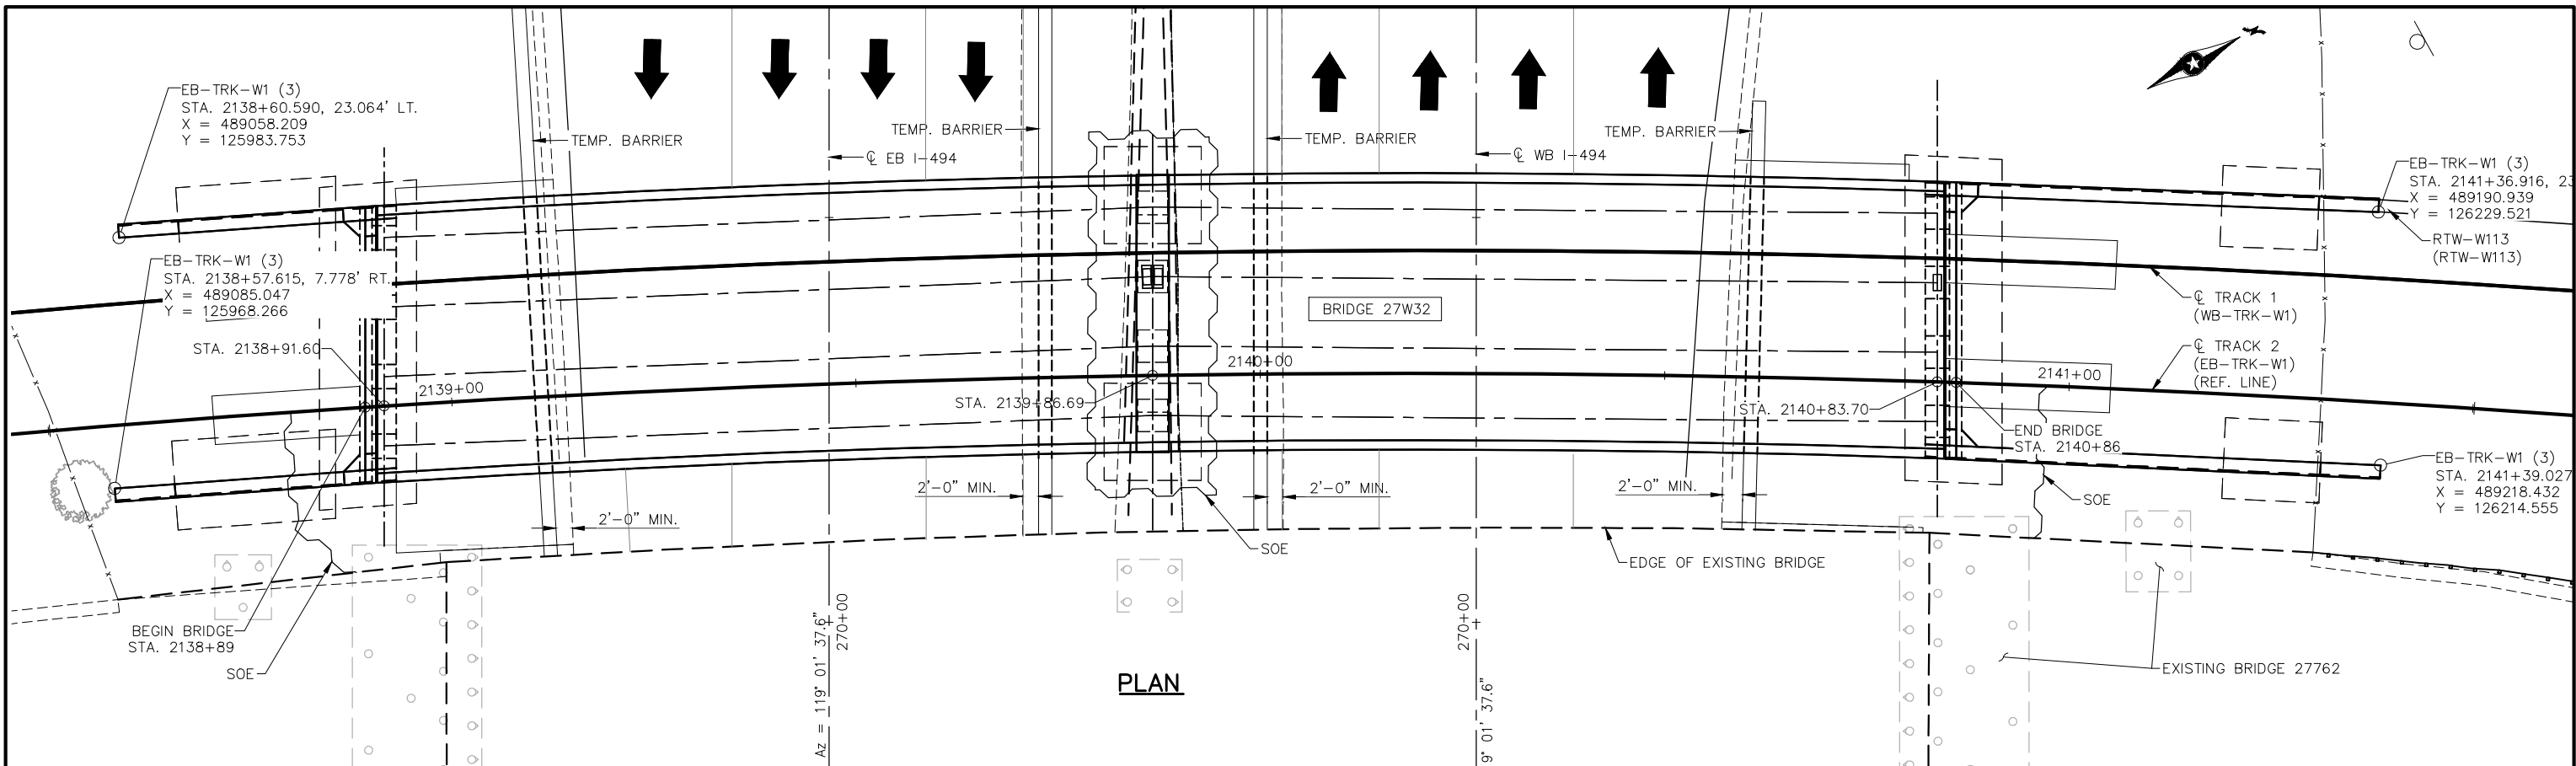 EB-TRK-W1 (3)
STA. 2138+60.590, 23.064' LT.
X = 489058.209
Y = 125983.753
TEMP. BARRIER
TEMP. BARRIER
℄ EB I-494
TEMP. BARRIER
℄ WB I-494
TEMP. BARRIER
EB-TRK-W1 (3)
STA. 2141+36.916, 23
X = 489190.939
Y = 126229.521
RTW-W113
(RTW-W113)
EB-TRK-W1 (3)
STA. 2138+57.615, 7.778' RT.
X = 489085.047
Y = 125968.266
BRIDGE 27W32
℄ TRACK 1
(WB-TRK-W1)
STA. 2138+91.60
2139+00
STA. 2139+86.69
2140+00
℄ TRACK 2
(EB-TRK-W1)
(REF. LINE)
2141+00
STA. 2140+83.70
END BRIDGE
STA. 2140+86
EB-TRK-W1 (3)
STA. 2141+39.027
X = 489218.432
Y = 126214.555
2'-0" MIN.
2'-0" MIN.
2'-0" MIN.
2'-0" MIN.
SOE
SOE
EDGE OF EXISTING BRIDGE
BEGIN BRIDGE
STA. 2138+89
SOE
Az = 119° 01' 37.6"
270+00
270+00
9° 01' 37.6"
EXISTING BRIDGE 27762
PLAN